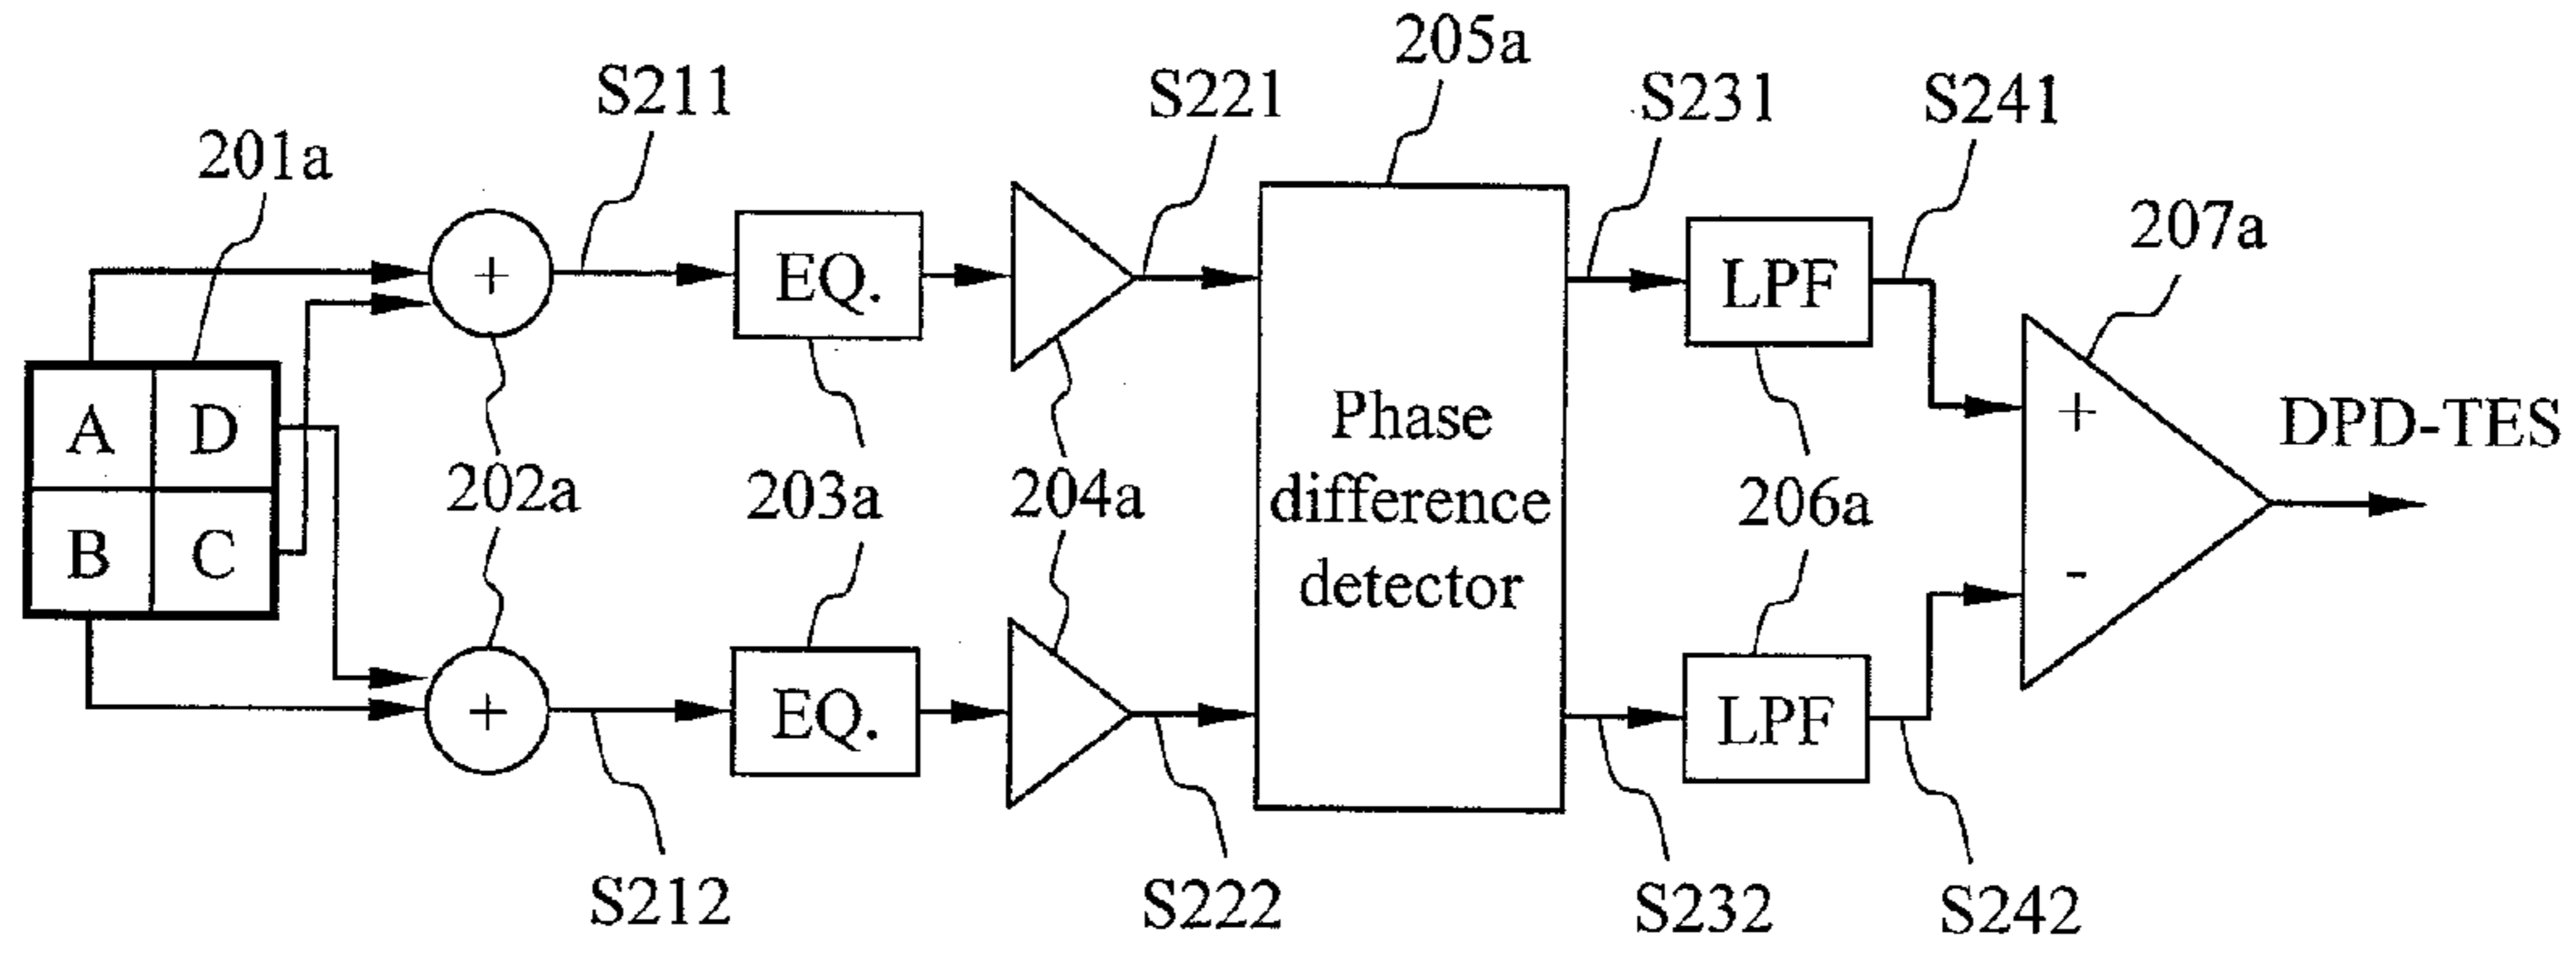 205a
S211
S221
S231
S241
201a
207a
+
EQ.
LPF
A
D
B
C
202a
203a
204a
Phase
difference
detector
206a
+
-
DPD-TES
+
EQ.
LPF
S212
S222
S232
S242